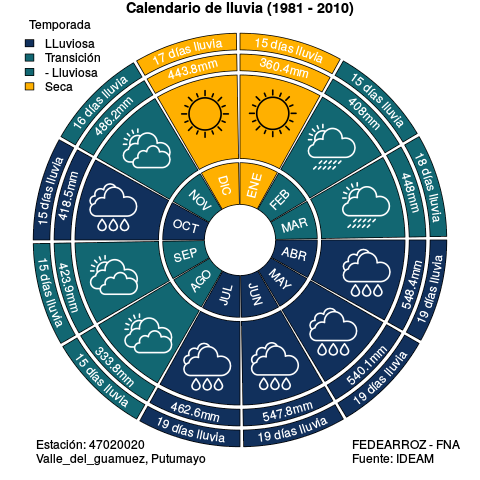 Calendario de lluvia (1981 - 2010)
Temporada
LLuviosa
Transición
- Lluviosa
Seca
15 días lluvia
360.4mm
ENE
15 días lluvia
408mm
FEB
18 días lluvia
448mm
MAR
19 días lluvia
548.4mm
ABR
19 días lluvia
540.1mm
MAY
19 días lluvia
547.8mm
JUN
19 días lluvia
462.6mm
JUL
15 días lluvia
333.8mm
AGO
15 días lluvia
423.9mm
SEP
15 días lluvia
418.5mm
OCT
16 días lluvia
486.2mm
NOV
17 días lluvia
443.8mm
DIC
Estación: 47020020
Valle_del_guamuez, Putumayo
FEDEARROZ - FNA
Fuente: IDEAM